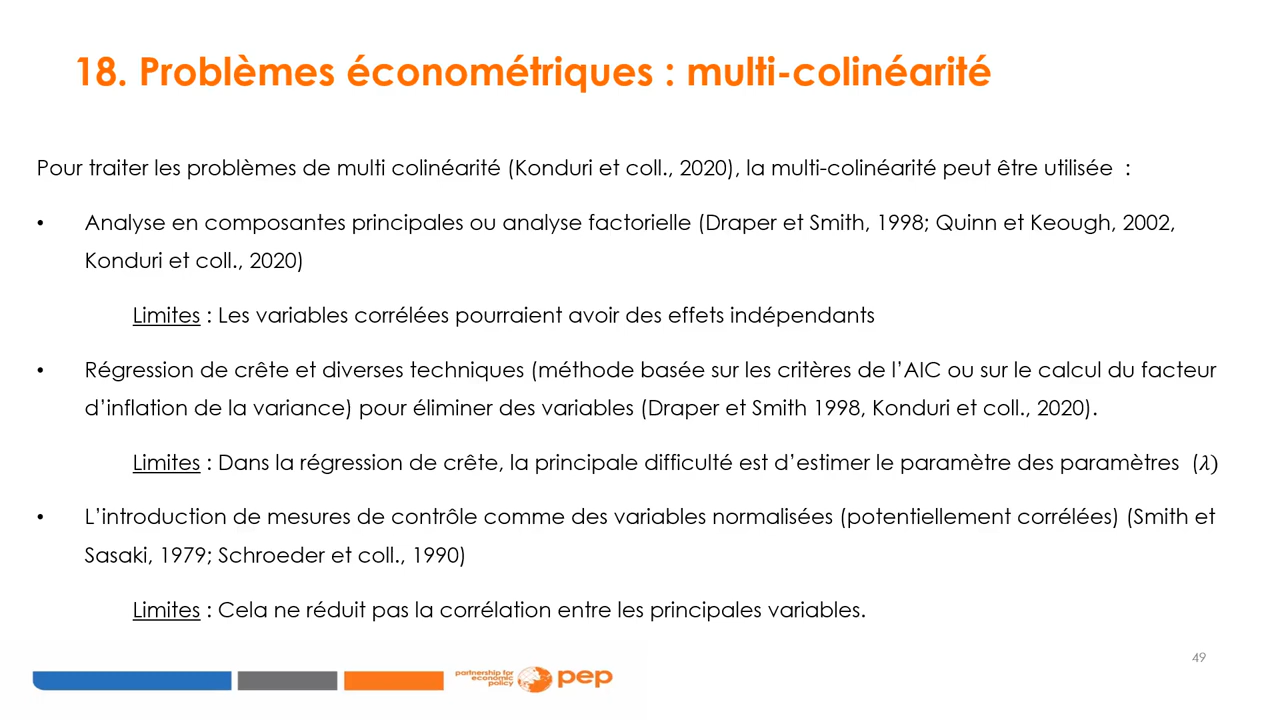 18. Problèmes économétriques : multi-colinéarité
Pour traiter les problèmes de multi colinéarité (Konduri et coll., 2020), la multi-colinéarité peut être utilisée :
• Analyse en composantes principales ou analyse factorielle (Draper et Smith, 1998; Quinn et Keough, 2002,
Konduri et coll., 2020)
Limites : Les variables corrélées pourraient avoir des effets indépendants
• Régression de crête et diverses techniques (méthode basée sur les critères de l’AIC ou sur le calcul du facteur
d’inflation de la variance) pour éliminer des variables (Draper et Smith 1998, Konduri et coll., 2020).
Limites : Dans la régression de crête, la principale difficulté est d’estimer le paramètre des paramètres (λ)
• L’introduction de mesures de contrôle comme des variables normalisées (potentiellement corrélées) (Smith et
Sasaki, 1979; Schroeder et coll., 1990)
Limites : Cela ne réduit pas la corrélation entre les principales variables.
49
partnership for
economic
policy
pep